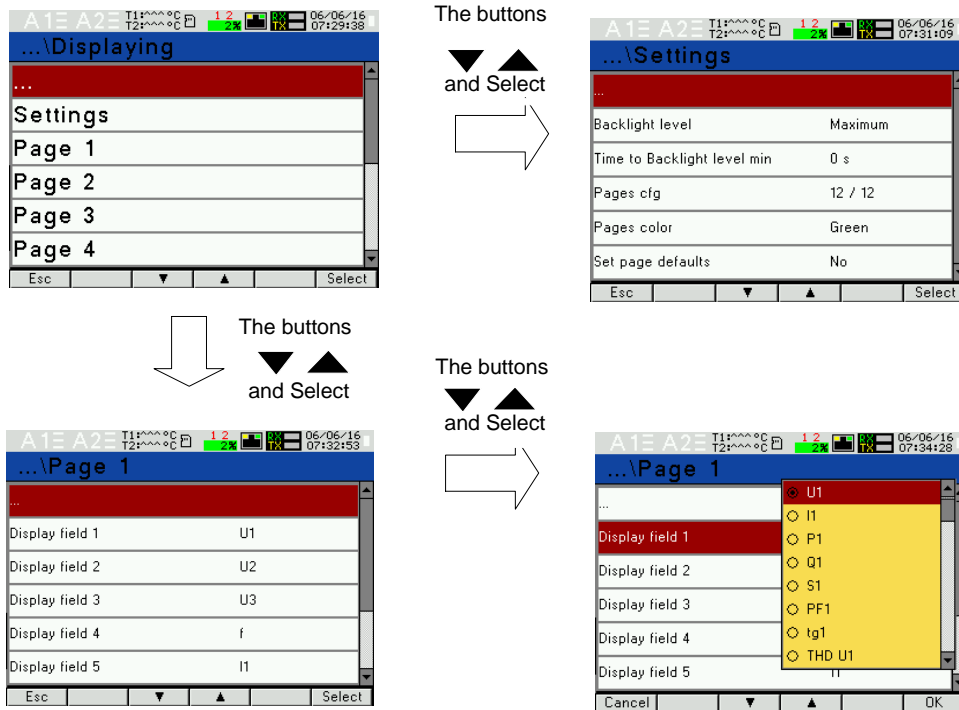 A1 A2 T1:^^^°C 1 2 RX 06/06/16
T2:^^^°C 2% TX 07:29:38
...\Displaying
...
Settings
Page 1
Page 2
Page 3
Page 4
Esc ▼ ▲ Select
The buttons
▼ ▲
and Select
A1 A2 T1:^^^°C 1 2 RX 06/06/16
T2:^^^°C 2% TX 07:31:09
...\Settings
...
Backlight level Maximum
Time to Backlight level min 0 s
Pages cfg 12 / 12
Pages color Green
Set page defaults No
Esc ▼ ▲ Select
The buttons
▼ ▲
and Select
A1 A2 T1:^^^°C 1 2 RX 06/06/16
T2:^^^°C 2% TX 07:32:53
...\Page 1
...
Display field 1 U1
Display field 2 U2
Display field 3 U3
Display field 4 f
Display field 5 I1
Esc ▼ ▲ Select
The buttons
▼ ▲
and Select
A1 A2 T1:^^^°C 1 2 RX 06/06/16
T2:^^^°C 2% TX 07:34:28
...\Page 1
...
Display field 1
Display field 2
Display field 3
Display field 4
Display field 5
U1
I1
P1
Q1
S1
PF1
tg1
THD U1
Cancel ▼ ▲ OK